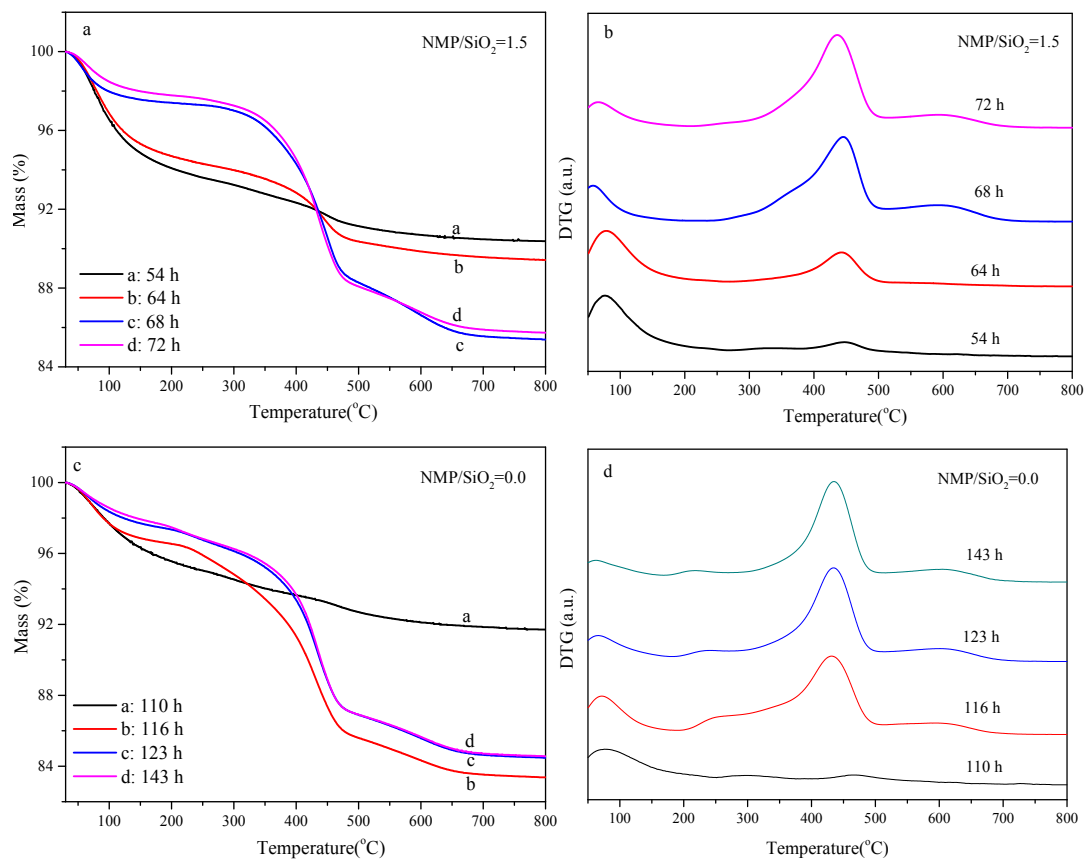 a
NMP/SiO₂=1.5
100
96
92
88
84
Mass (%)
a
b
d
c
a: 54 h
b: 64 h
c: 68 h
d: 72 h
100 200 300 400 500 600 700 800
Temperature(°C)
b
NMP/SiO₂=1.5
72 h
68 h
64 h
54 h
DTG (a.u.)
100 200 300 400 500 600 700 800
Temperature(°C)
c
NMP/SiO₂=0.0
100
96
92
88
84
Mass (%)
a
d
c
b
a: 110 h
b: 116 h
c: 123 h
d: 143 h
100 200 300 400 500 600 700 800
Temperature(°C)
d
NMP/SiO₂=0.0
143 h
123 h
116 h
110 h
DTG (a.u.)
100 200 300 400 500 600 700 800
Temperature(°C)